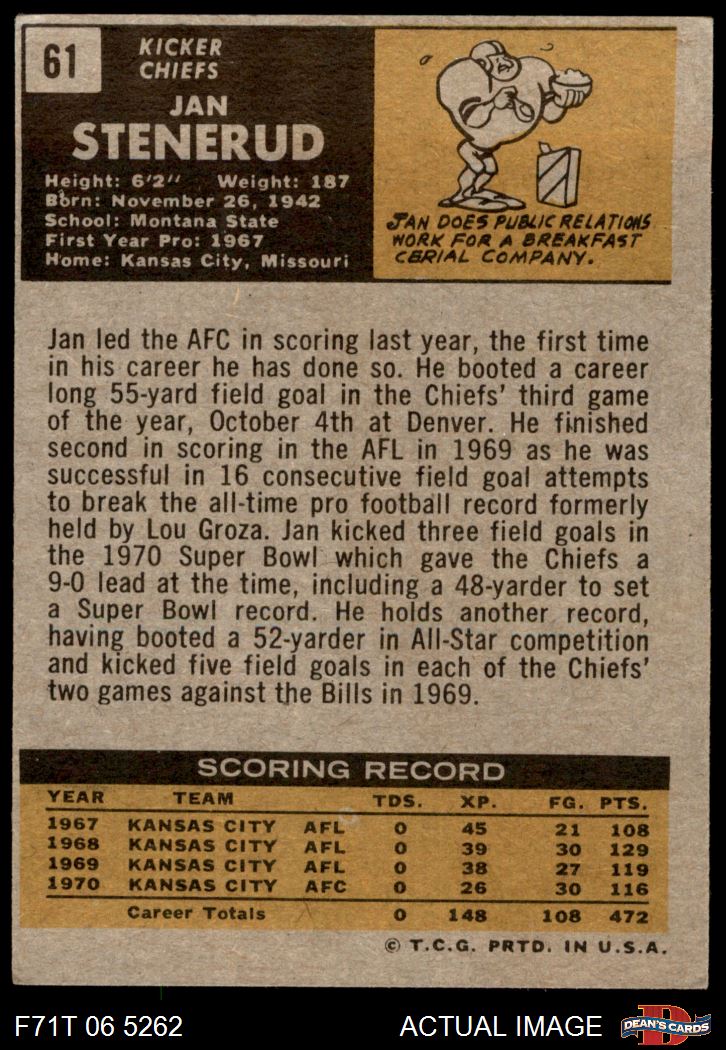 61
KICKER
CHIEFS
JAN
STENERUD
Height: 6'2" Weight: 187
Born: November 26, 1942
School: Montana State
First Year Pro: 1967
Home: Kansas City, Missouri
JAN DOES PUBLIC RELATIONS
WORK FOR A BREAKFAST
CERIAL COMPANY.
Jan led the AFC in scoring last year, the first time
in his career he has done so. He booted a career
long 55-yard field goal in the Chiefs' third game
of the year, October 4th at Denver. He finished
second in scoring in the AFL in 1969 as he was
successful in 16 consecutive field goal attempts
to break the all-time pro football record formerly
held by Lou Groza. Jan kicked three field goals in
the 1970 Super Bowl which gave the Chiefs a
9-0 lead at the time, including a 48-yarder to set
a Super Bowl record. He holds another record,
having booted a 52-yarder in All-Star competition
and kicked five field goals in each of the Chiefs'
two games against the Bills in 1969.
SCORING RECORD
YEAR TEAM TDS. XP. FG. PTS.
1967 KANSAS CITY AFL 0 45 21 108
1968 KANSAS CITY AFL 0 39 30 129
1969 KANSAS CITY AFL 0 38 27 119
1970 KANSAS CITY AFC 0 26 30 116
Career Totals 0 148 108 472
© T.C.G. PRTD. IN U.S.A.
F71T 06 5262 ACTUAL IMAGE D DEAN'S CARDS